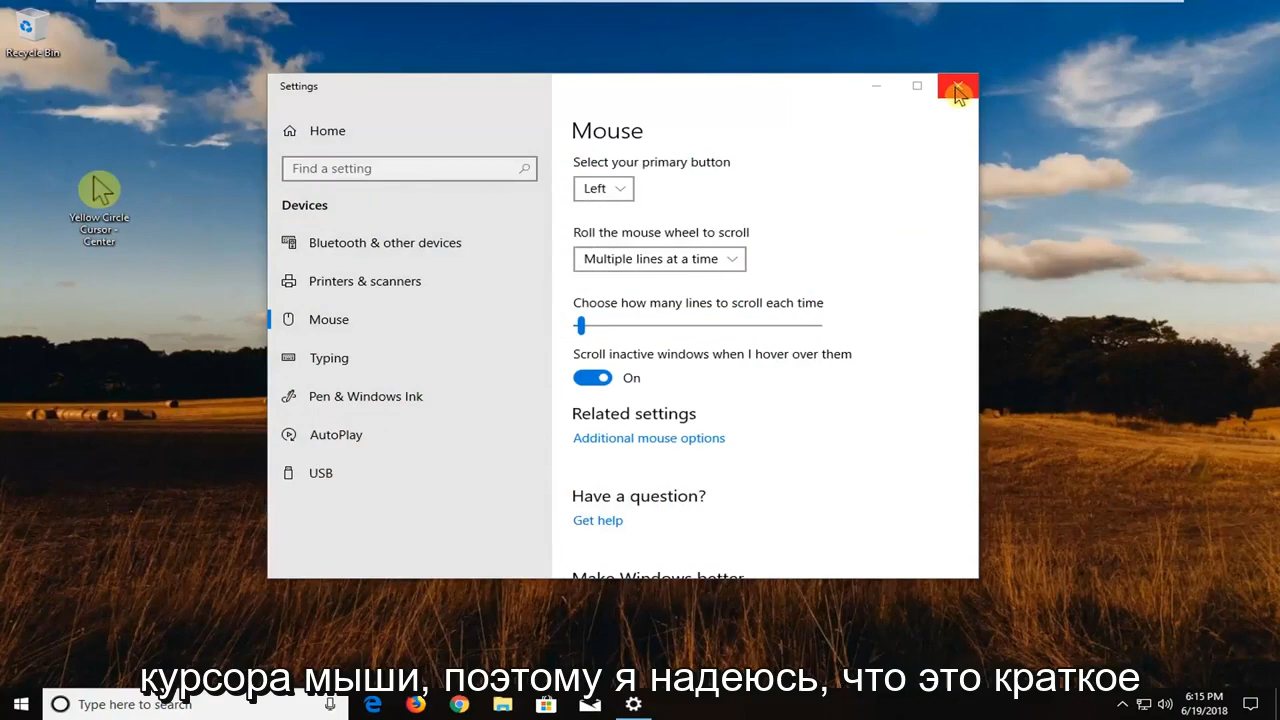 Recycle Bin
Yellow Circle
Cursor -
Center
Settings
Home
Find a setting
Devices
Bluetooth & other devices
Printers & scanners
Mouse
Typing
Pen & Windows Ink
AutoPlay
USB
Mouse
Select your primary button
Left
Roll the mouse wheel to scroll
Multiple lines at a time
Choose how many lines to scroll each time
Scroll inactive windows when I hover over them
On
Related settings
Additional mouse options
Have a question?
Get help
Make Windows better
курсора мыши, поэтому я надеюсь, что это краткое
Type here to search
6:15 PM
6/19/2018